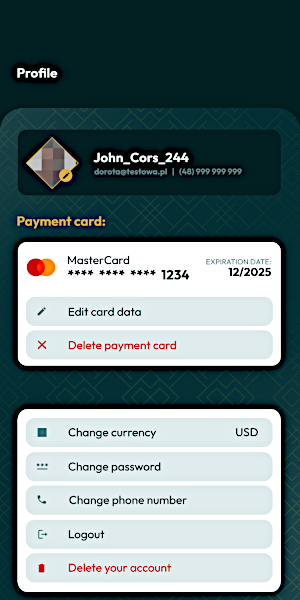 Profile
John_Cors_244
dorota@testowa.pl | (48) 999 999 999
Payment card:
MasterCard
EXPIRATION DATE:
**** **** **** 1234
12/2025
Edit card data
Delete payment card
Change currency USD
Change password
Change phone number
Logout
Delete your account